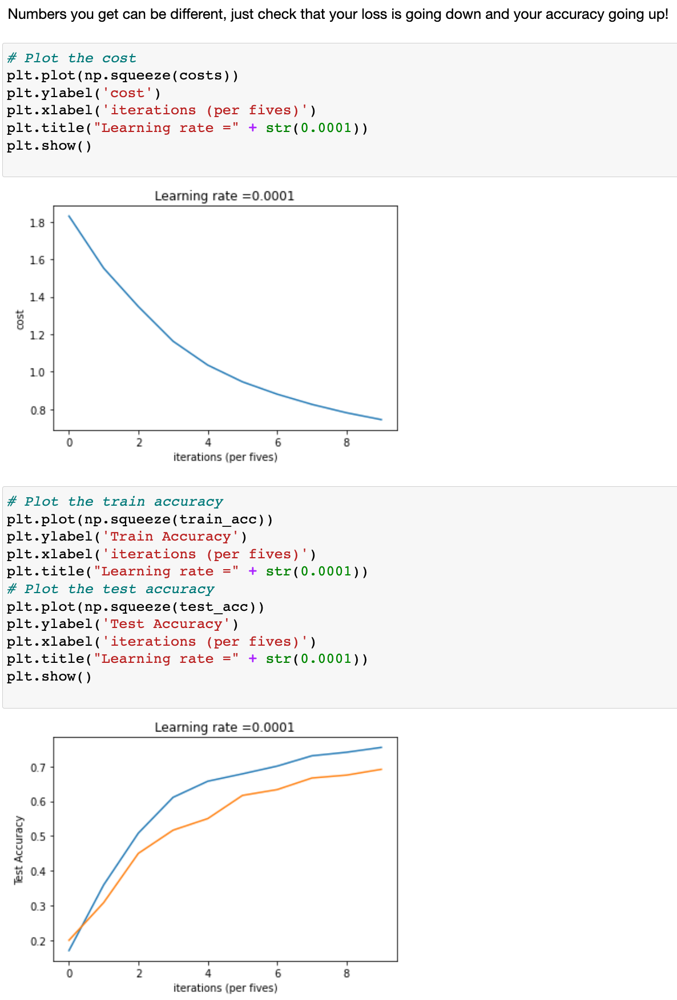 Numbers you get can be different, just check that your loss is going down and your accuracy going up!
# Plot the cost
plt.plot(np.squeeze(costs))
plt.ylabel('cost')
plt.xlabel('iterations (per fives)')
plt.title("Learning rate =" + str(0.0001))
plt.show()
Learning rate =0.0001
1.8
1.6
1.4
1.2
1.0
0.8
cost
0 2 4 6 8
iterations (per fives)
# Plot the train accuracy
plt.plot(np.squeeze(train_acc))
plt.ylabel('Train Accuracy')
plt.xlabel('iterations (per fives)')
plt.title("Learning rate =" + str(0.0001))
# Plot the test accuracy
plt.plot(np.squeeze(test_acc))
plt.ylabel('Test Accuracy')
plt.xlabel('iterations (per fives)')
plt.title("Learning rate =" + str(0.0001))
plt.show()
Learning rate =0.0001
0.7
0.6
0.5
0.4
0.3
0.2
Test Accuracy
0 2 4 6 8
iterations (per fives)